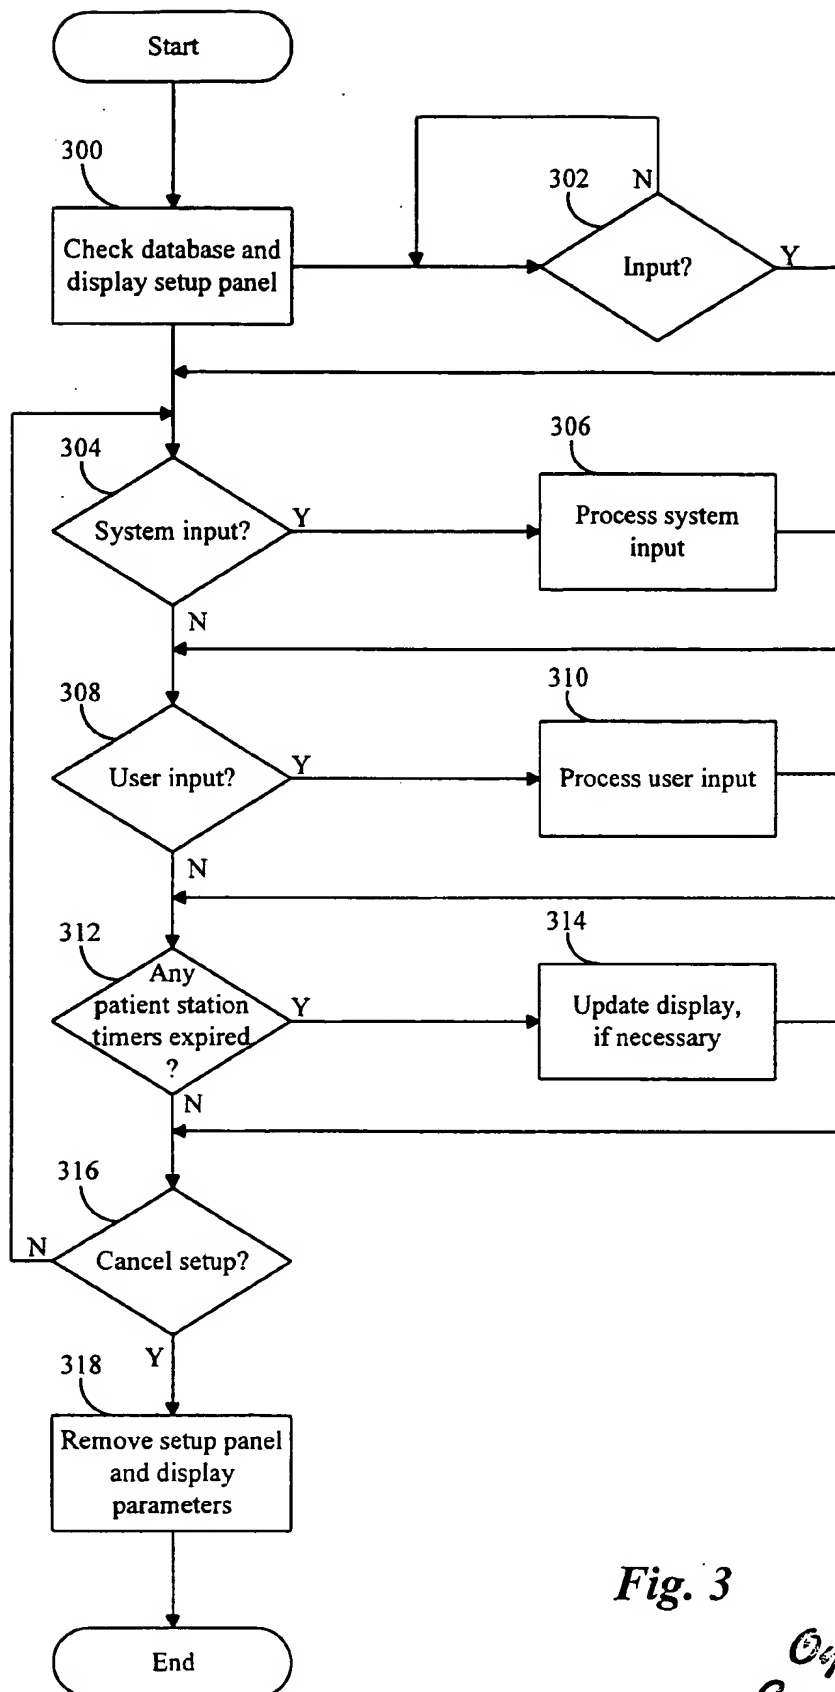 Start
300
Check database and
display setup panel
302
N
Input?
Y
304
System input?
Y
N
306
Process system
input
308
User input?
Y
N
310
Process user input
312
Any
patient station
timers expired
?
Y
N
314
Update display,
if necessary
316
Cancel setup?
N
Y
318
Remove setup panel
and display
parameters
End
Fig. 3